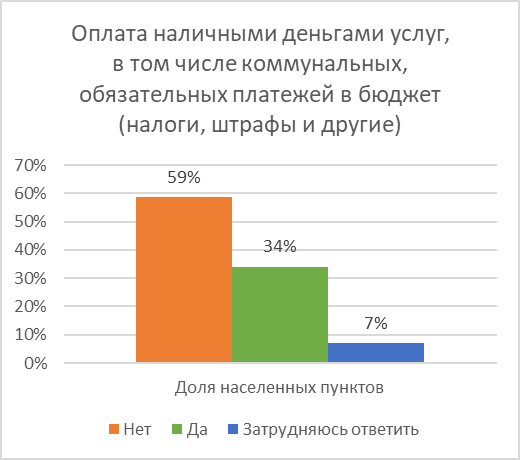 Оплата наличными деньгами услуг,
в том числе коммунальных,
обязательных платежей в бюджет
(налоги, штрафы и другие)
70%
60%
50%
40%
30%
20%
10%
0%
59%
34%
7%
Доля населенных пунктов
Нет Да Затрудняюсь ответить